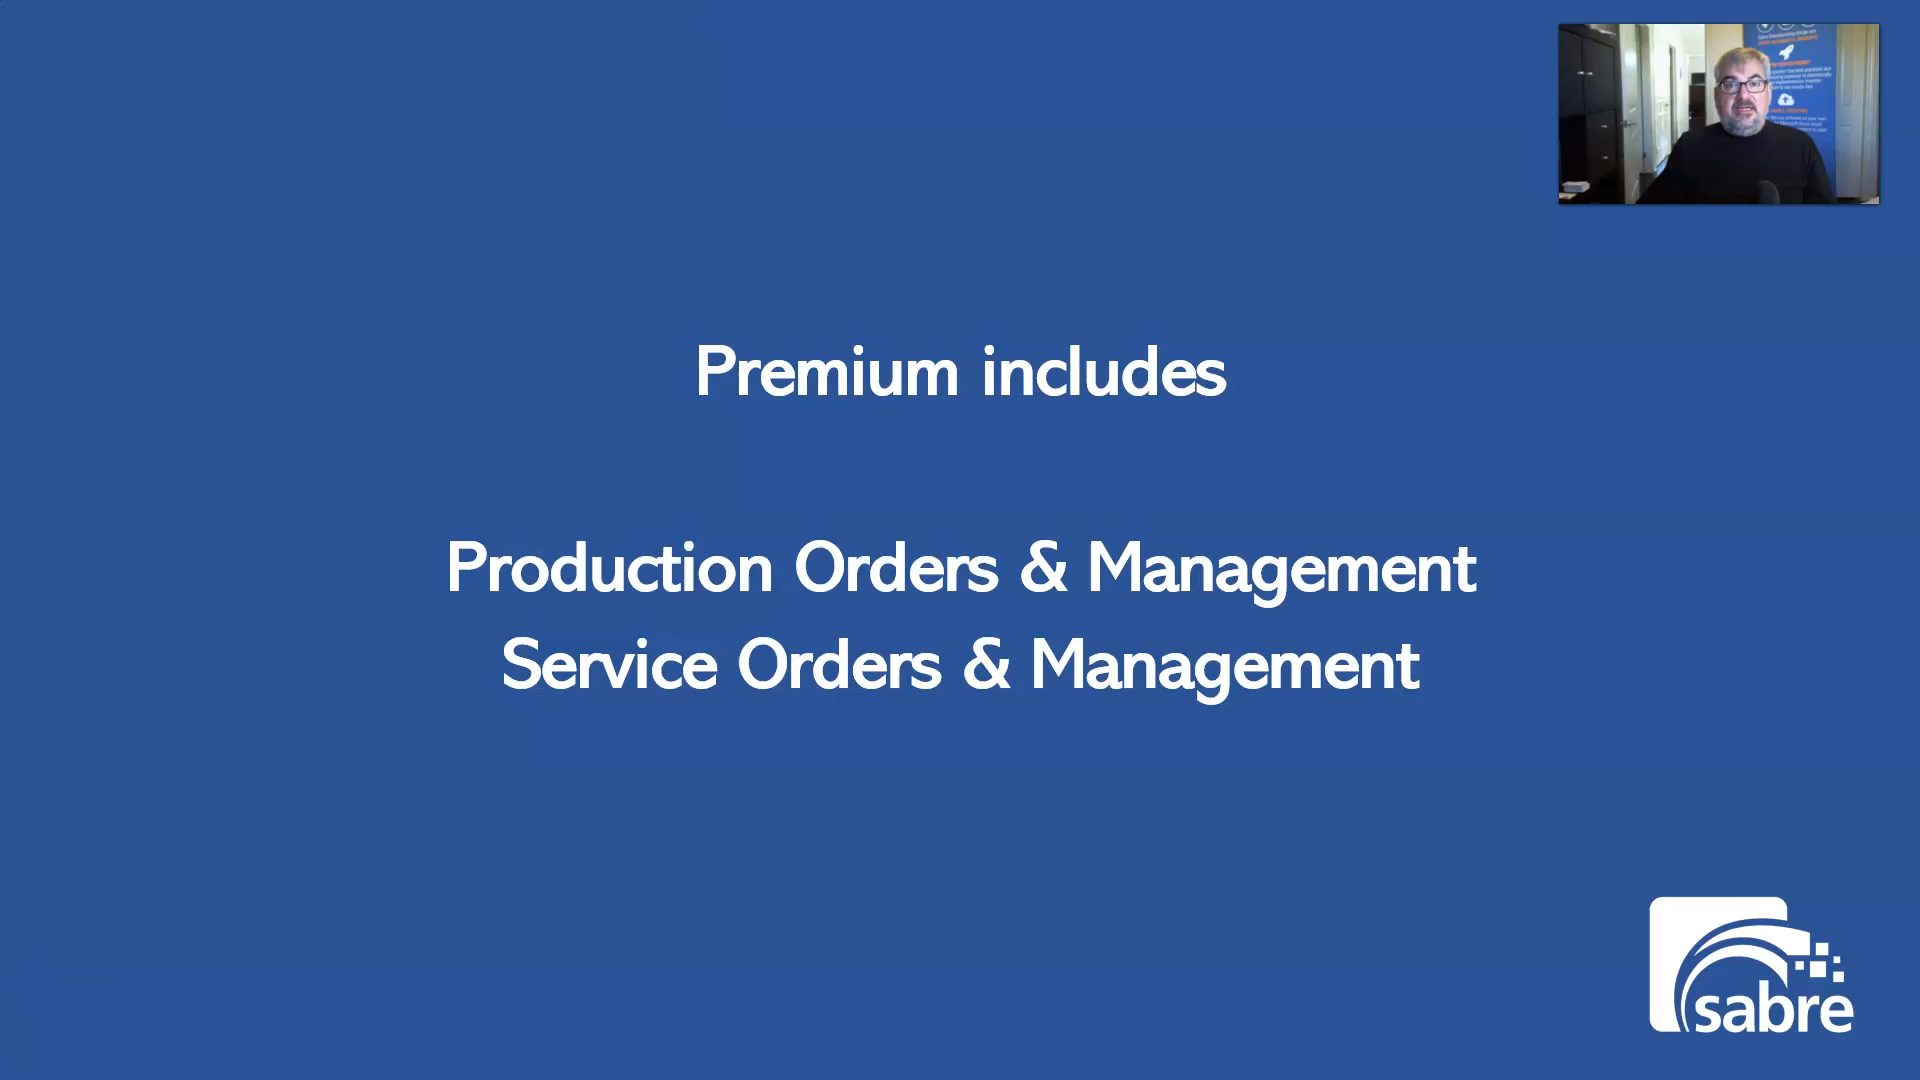 Premium includes
Production Orders & Management
Service Orders & Management
sabre